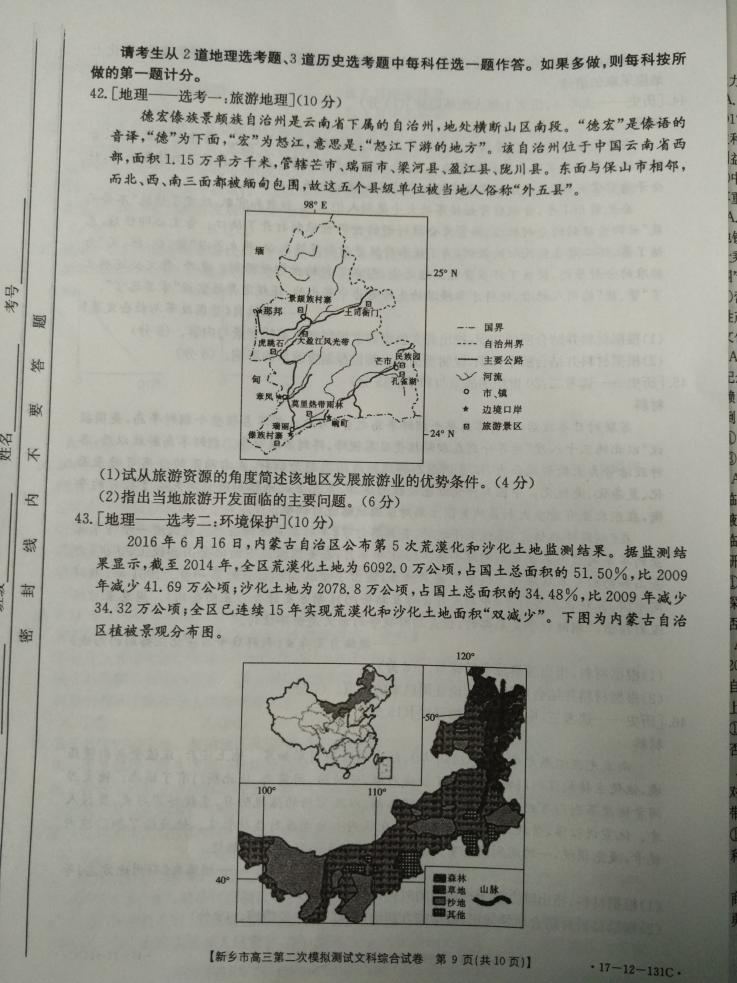 请考生从 2 道地理选考题、3 道历史选考题中每科任选一题作答。如果多做,则每科按所
做的第一题计分。
42.[地理——选考一:旅游地理](10 分)
德宏傣族景颇族自治州是云南省下属的自治州,地处横断山区南段。“德宏”是傣语的
音译,“德”为下面,“宏”为怒江,意思是:“怒江下游的地方”。该自治州位于中国云南省西
部,面积 1.15 万平方千米,管辖芒市、瑞丽市、梁河县、盈江县、陇川县。东面与保山市相邻,
而北、西、南三面都被缅甸包围,故这五个县级单位被当地人俗称“外五县”。
98° E
缅
25° N
景颇族村寨
那邦
土司衙门
虎跳石
大盈江风光带
芒市
民族园
甸
孔雀湖
章凤
莫里热带雨林
瑞丽
畹町
傣族村寨
24° N
国界
自治州界
主要公路
河流
市、镇
边境口岸
旅游景区
(1)试从旅游资源的角度简述该地区发展旅游业的优势条件。(4 分)
(2)指出当地旅游开发面临的主要问题。(6 分)
43.[地理——选考二:环境保护](10 分)
2016 年 6 月 16 日,内蒙古自治区公布第 5 次荒漠化和沙化土地监测结果。据监测结
果显示,截至 2014 年,全区荒漠化土地为 6092.0 万公顷,占国土总面积的 51.50%,比 2009
年减少 41.69 万公顷;沙化土地为 2078.8 万公顷,占国土总面积的 34.48%,比 2009 年减少
34.32 万公顷;全区已连续 15 年实现荒漠化和沙化土地面积“双减少”。下图为内蒙古自治
区植被景观分布图。
120°
50°
100°
110°
40°
森林
草地
沙地
其他
山脉
【新乡市高三第二次模拟测试文科综合试卷 第 9 页(共 10 页)】
·17-12-131C·
考号
姓名
密封线内不要答题